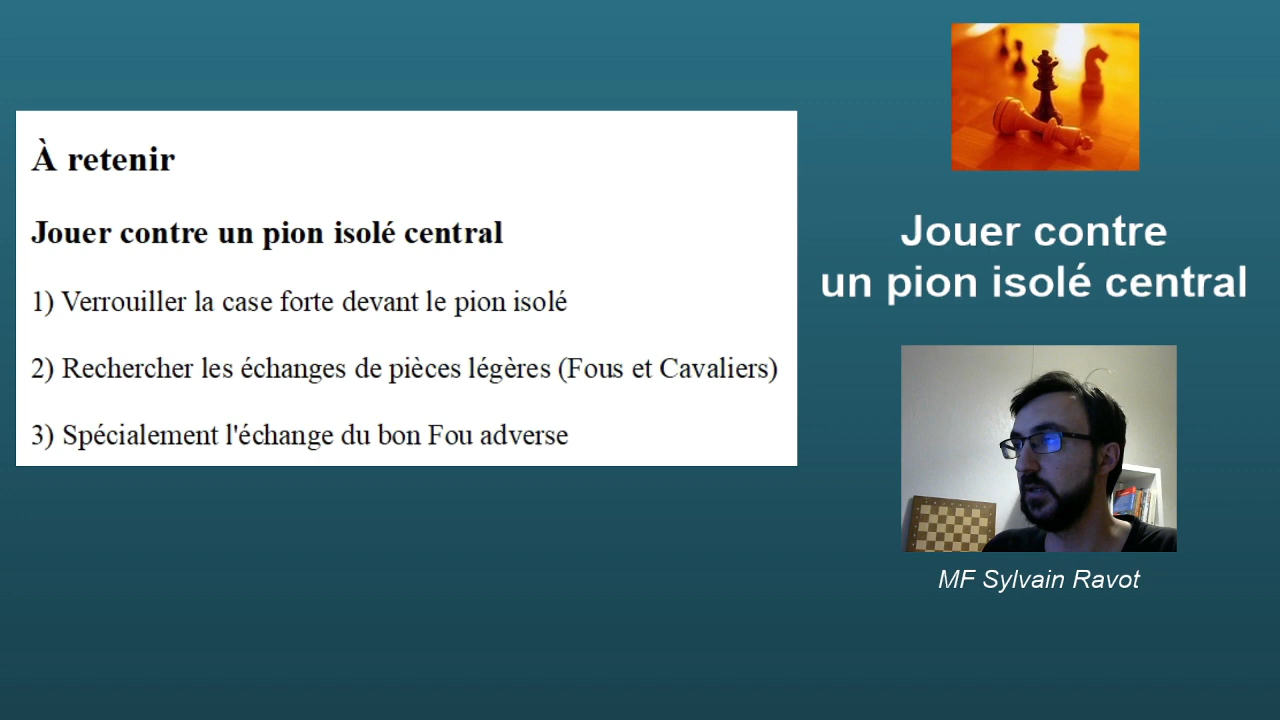 À retenir
Jouer contre un pion isolé central
1) Verrouiller la case forte devant le pion isolé
2) Rechercher les échanges de pièces légères (Fous et Cavaliers)
3) Spécialement l'échange du bon Fou adverse
Jouer contre
un pion isolé central
MF Sylvain Ravot